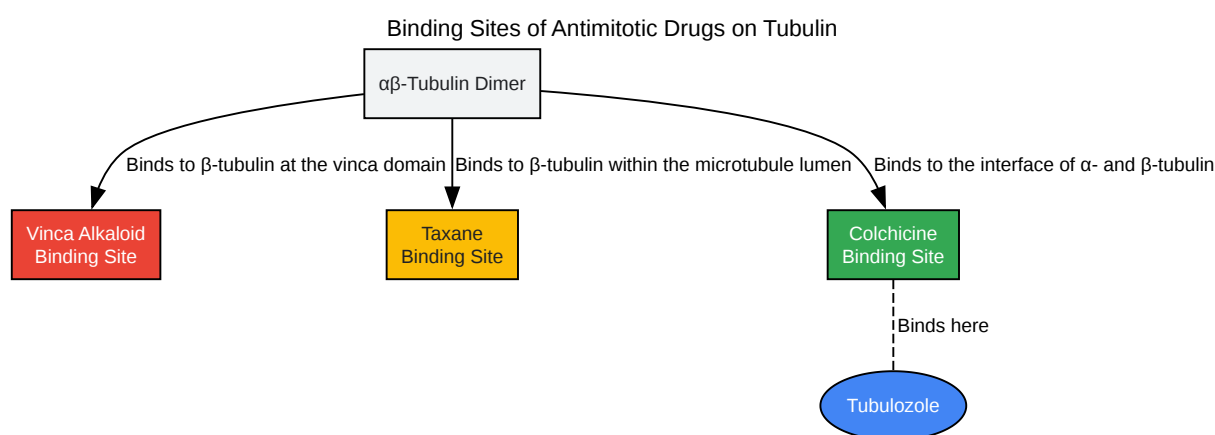 Binding Sites of Antimitotic Drugs on Tubulin
αβ-Tubulin Dimer
Binds to β-tubulin at the vinca domain
Binds to β-tubulin within the microtubule lumen
Binds to the interface of α- and β-tubulin
Vinca Alkaloid
Binding Site
Taxane
Binding Site
Colchicine
Binding Site
Binds here
Tubulozole